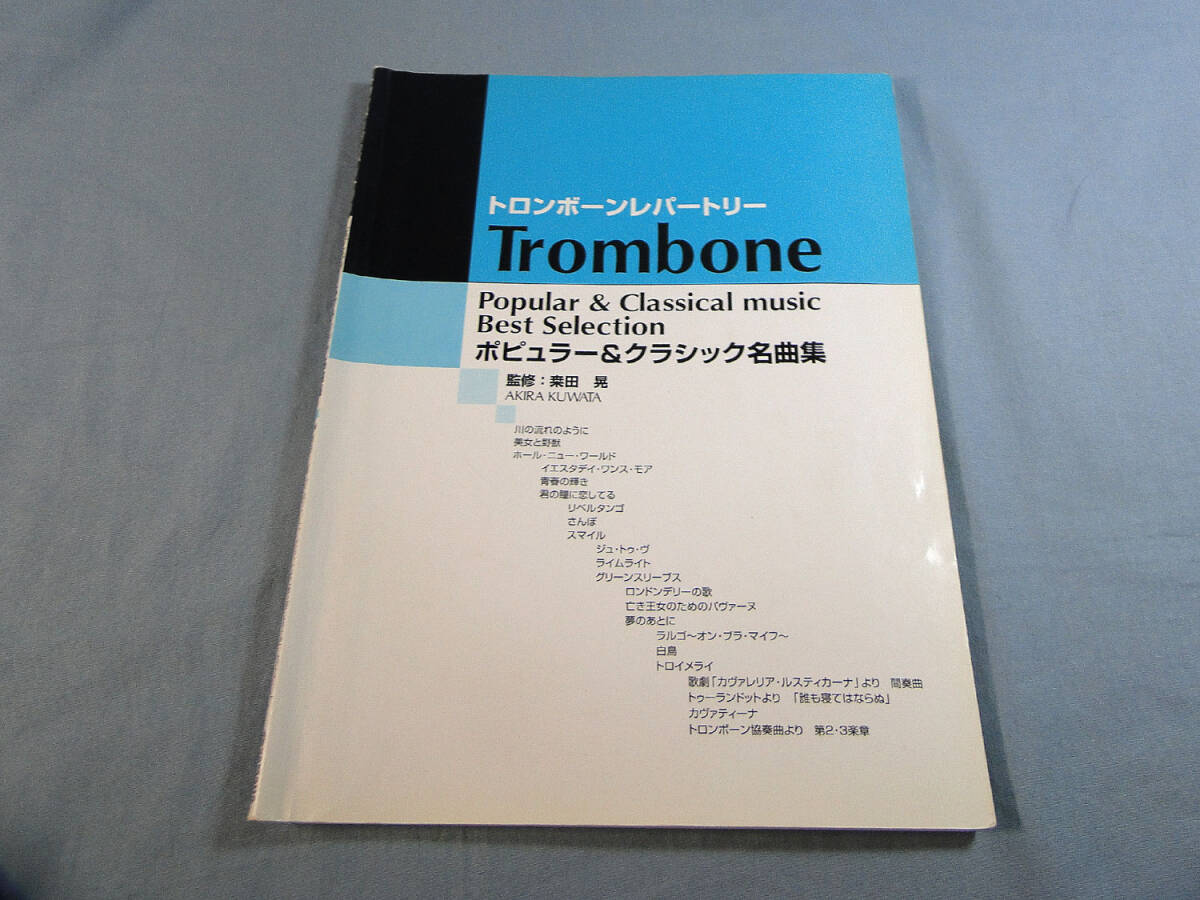 トロンボーンレパートリー
Trombone
Popular & Classical music
Best Selection
ポピュラー&クラシック名曲集
監修：桒田 晃
AKIRA KUWATA
川の流れのように
美女と野獣
ホール・ニュー・ワールド
イエスタデイ・ワンス・モア
青春の輝き
君の瞳に恋してる
リベルタンゴ
さんぽ
スマイル
ジュ・トゥ・ヴ
ライムライト
グリーンスリーブス
ロンドンデリーの歌
亡き王女のためのパヴァーヌ
夢のあとに
ラルゴ〜オン・ブラ・マイフ〜
白鳥
トロイメライ
歌劇「カヴァレリア・ルスティカーナ」より 間奏曲
トゥーランドットより 「誰も寝てはならぬ」
カヴァティーナ
トロンボーン協奏曲より 第2・3楽章